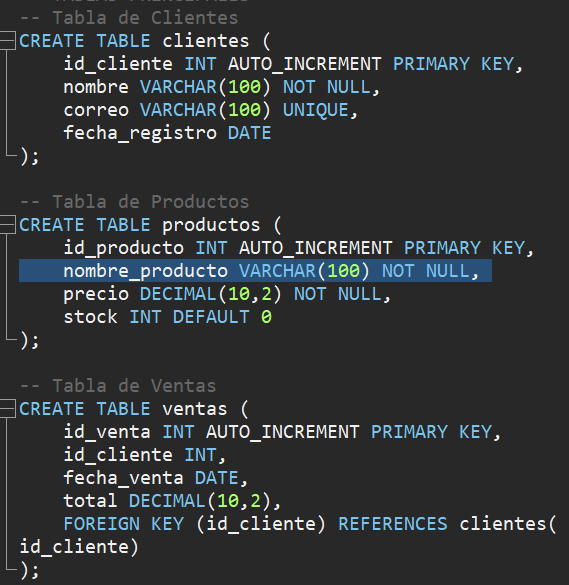 -- Tabla de Clientes
CREATE TABLE clientes (
    id_cliente INT AUTO_INCREMENT PRIMARY KEY,
    nombre VARCHAR(100) NOT NULL,
    correo VARCHAR(100) UNIQUE,
    fecha_registro DATE
);
-- Tabla de Productos
CREATE TABLE productos (
    id_producto INT AUTO_INCREMENT PRIMARY KEY,
    nombre_producto VARCHAR(100) NOT NULL,
    precio DECIMAL(10,2) NOT NULL,
    stock INT DEFAULT 0
);
-- Tabla de Ventas
CREATE TABLE ventas (
    id_venta INT AUTO_INCREMENT PRIMARY KEY,
    id_cliente INT,
    fecha_venta DATE,
    total DECIMAL(10,2),
    FOREIGN KEY (id_cliente) REFERENCES clientes(
id_cliente)
);